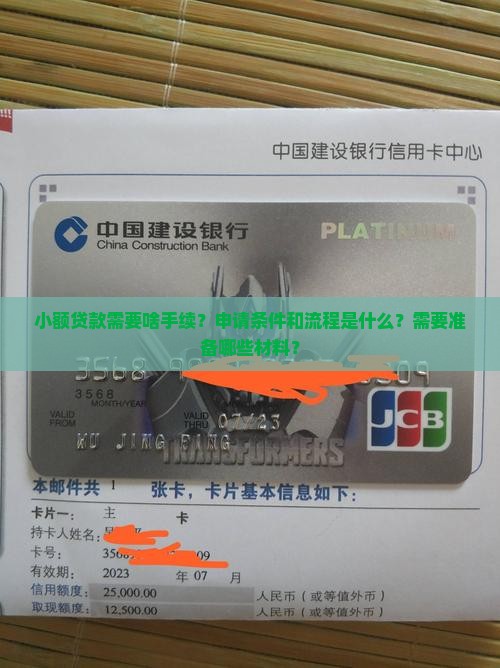 中国建设银行信用卡中心
中国建设银行
China Construction Bank
PLATINUM
小额贷款需要啥手续？申请条件和流程是什么？需要准
备哪些材料？
3568
3568
MONTH/YEAR
VALID
FROM
VALID
THRU
07/23
WU JING PING
TRANSFORMERS
JCB
本邮件共 1 张卡，卡片基本信息如下：
卡片一： 主 卡
持卡人姓名：
卡号： 3568 09
有效期： 2023 年 07 月
信用额度： 25,000.00 人民币（或等值外币）
取现额度： 12,500.00 人民币（或等值外币）